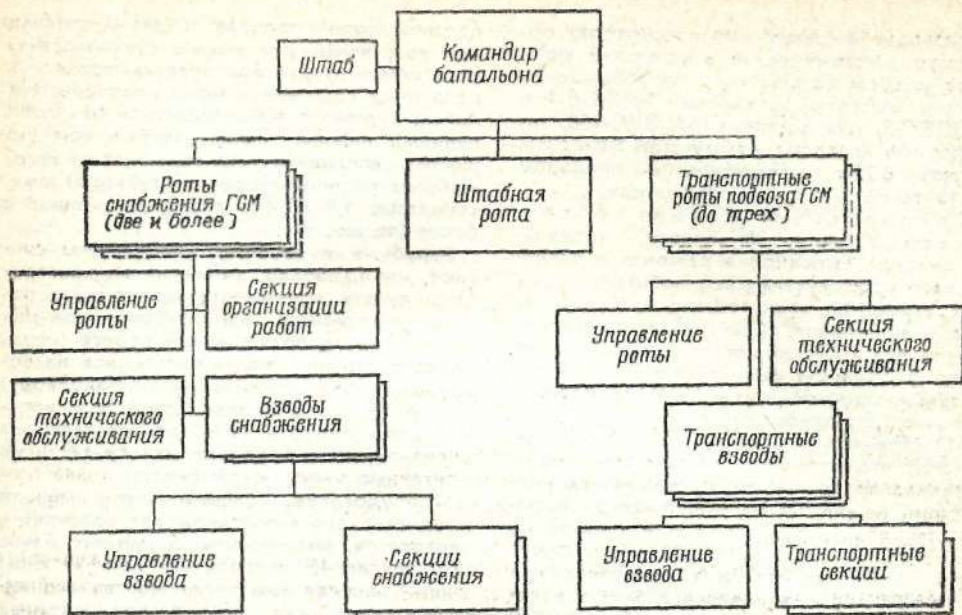 Штаб
Командир
батальона
Роты
снабжения ГСМ
(две и более)
Штабная
рота
Транспортные
роты подвоза ГСМ
(до трех)
Управление
роты
Секция
организации
работ
Управление
роты
Секция
технического
обслуживания
Секция
технического
обслуживания
Взводы
снабжения
Транспортные
взводы
Управление
взвода
Секции
снабжения
Управление
взвода
Транспортные
секции